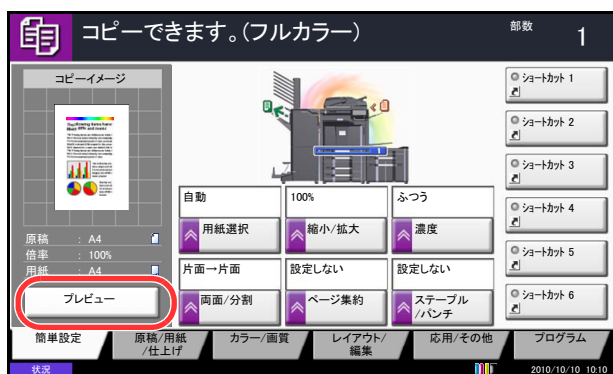 コピーできます。(フルカラー)
部数 1
コピーイメージ
原稿 : A4
倍率 : 100%
用紙 : A4
プレビュー
自動
用紙選択
100%
縮小/拡大
ふつう
濃度
片面→片面
両面/分割
設定しない
ページ集約
設定しない
ステープル
/パンチ
ショートカット 1
ショートカット 2
ショートカット 3
ショートカット 4
ショートカット 5
ショートカット 6
簡単設定
原稿/用紙
/仕上げ
カラー/画質
レイアウト/
編集
応用/その他
プログラム
状況
2010/10/10 10:10